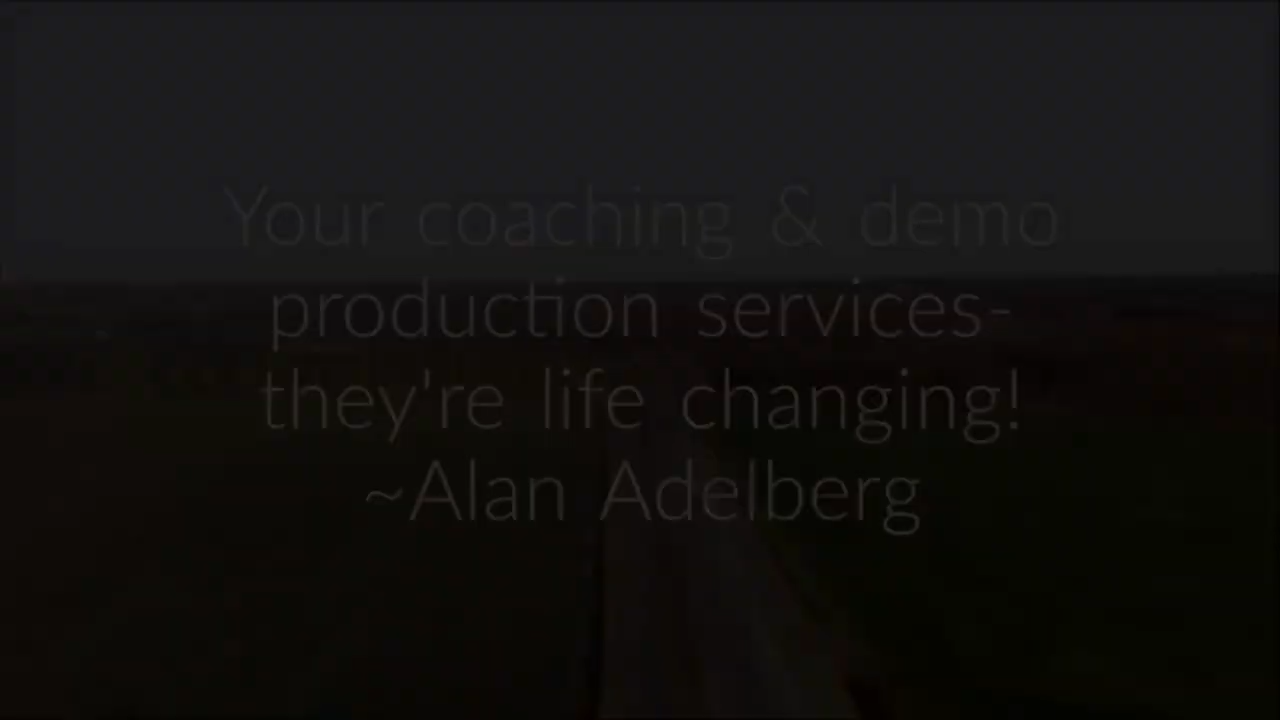 Your coaching & demo
production services-
they're life changing!
~Alan Adelberg